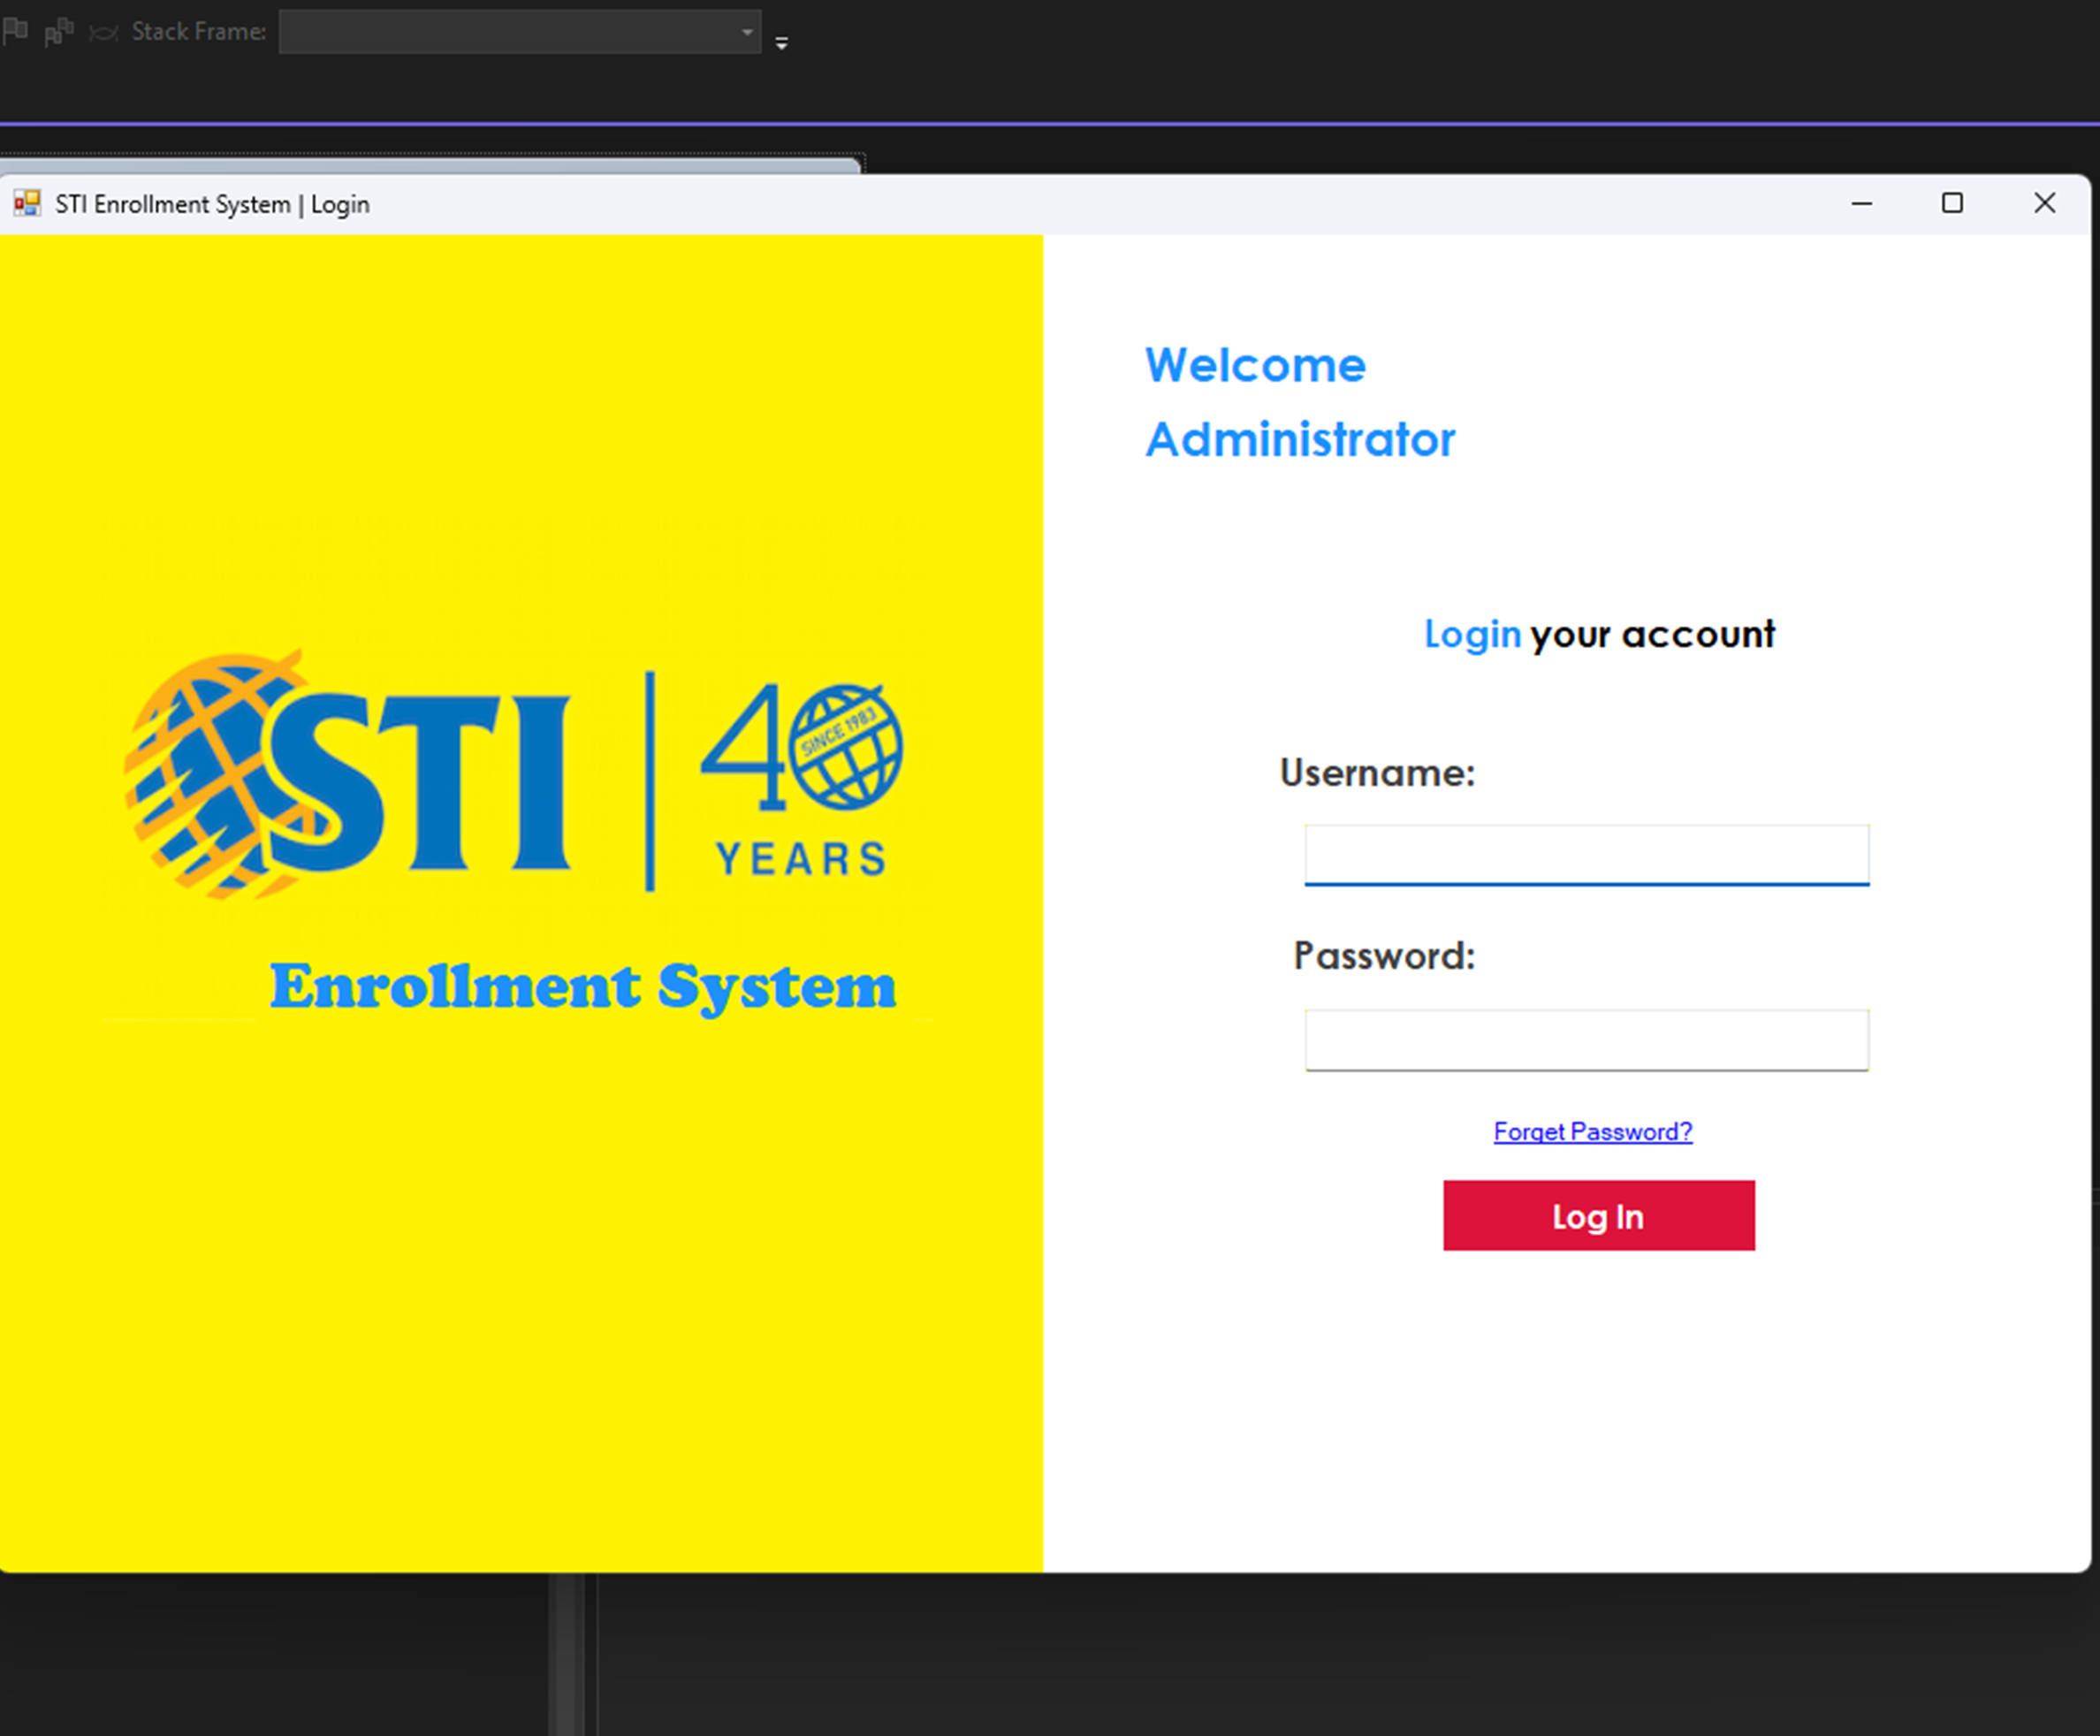 Stack Frame:
STI Enrollment System | Login
Welcome
Administrator
Login your account
STI
40
SINCE 1983
YEARS
Enrollment System
Username:
Password:
Forget Password?
Log In